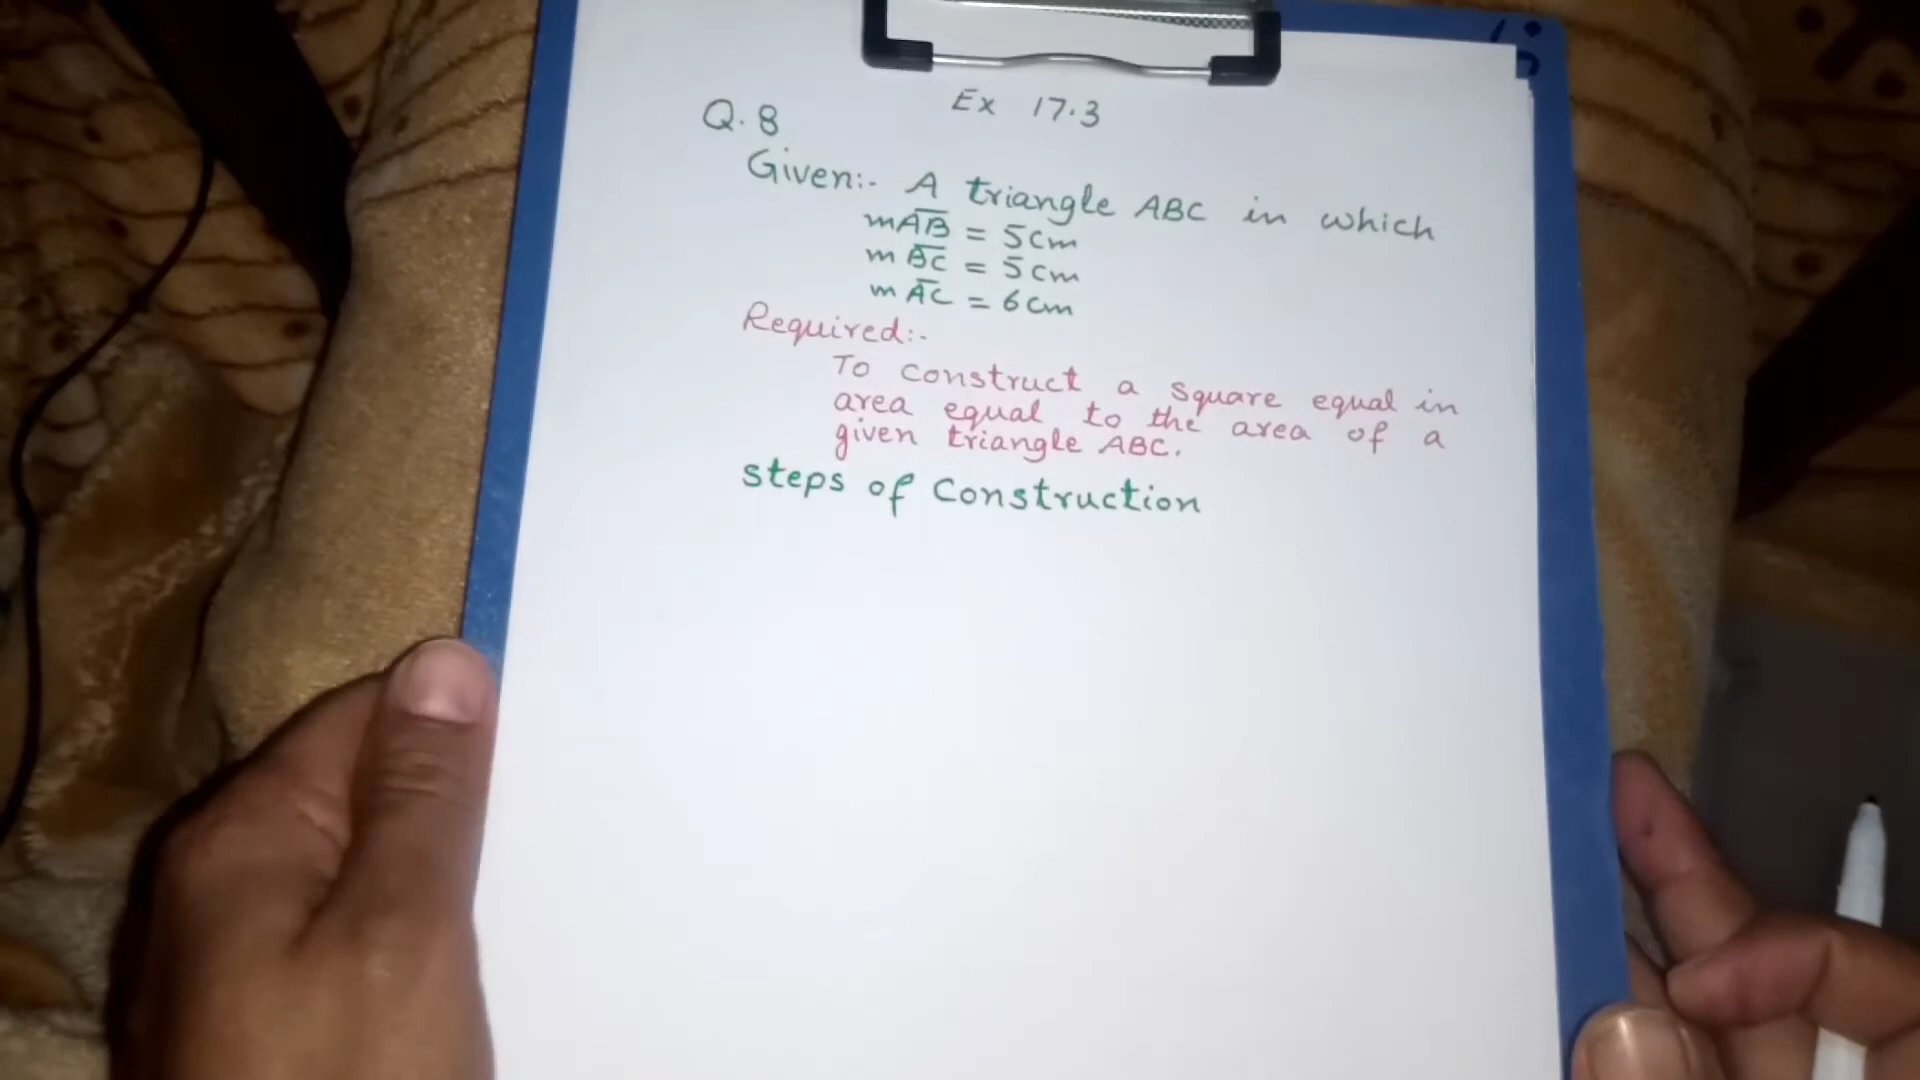 Ex 17.3
Q.8
Given:- A triangle ABC in which
mAB = 5cm
mBC = 5cm
mAC = 6cm
Required:-
To construct a square equal in
area equal to the area of a
given triangle ABC.
steps of Construction